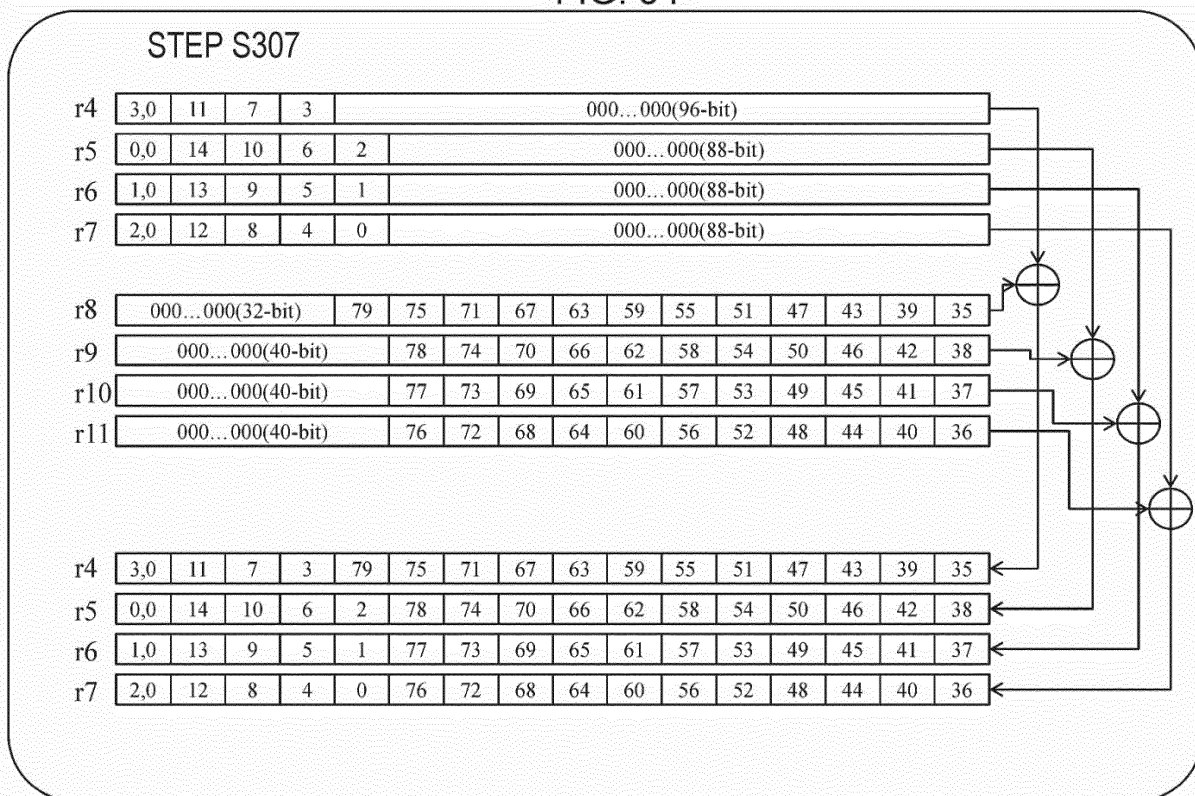 STEP S307
r4 3,0 11 7 3 000...000(96-bit)
r5 0,0 14 10 6 2 000...000(88-bit)
r6 1,0 13 9 5 1 000...000(88-bit)
r7 2,0 12 8 4 0 000...000(88-bit)
r8 000...000(32-bit) 79 75 71 67 63 59 55 51 47 43 39 35
r9 000...000(40-bit) 78 74 70 66 62 58 54 50 46 42 38
r10 000...000(40-bit) 77 73 69 65 61 57 53 49 45 41 37
r11 000...000(40-bit) 76 72 68 64 60 56 52 48 44 40 36
r4 3,0 11 7 3 79 75 71 67 63 59 55 51 47 43 39 35
r5 0,0 14 10 6 2 78 74 70 66 62 58 54 50 46 42 38
r6 1,0 13 9 5 1 77 73 69 65 61 57 53 49 45 41 37
r7 2,0 12 8 4 0 76 72 68 64 60 56 52 48 44 40 36